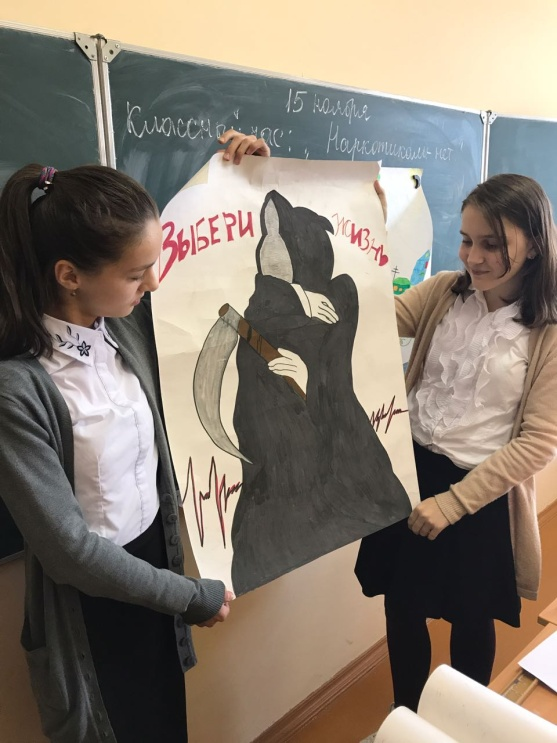 15 ноября
Классный час: „Наркотикам-нет"
ВЫБЕРИ ЖИЗНЬ